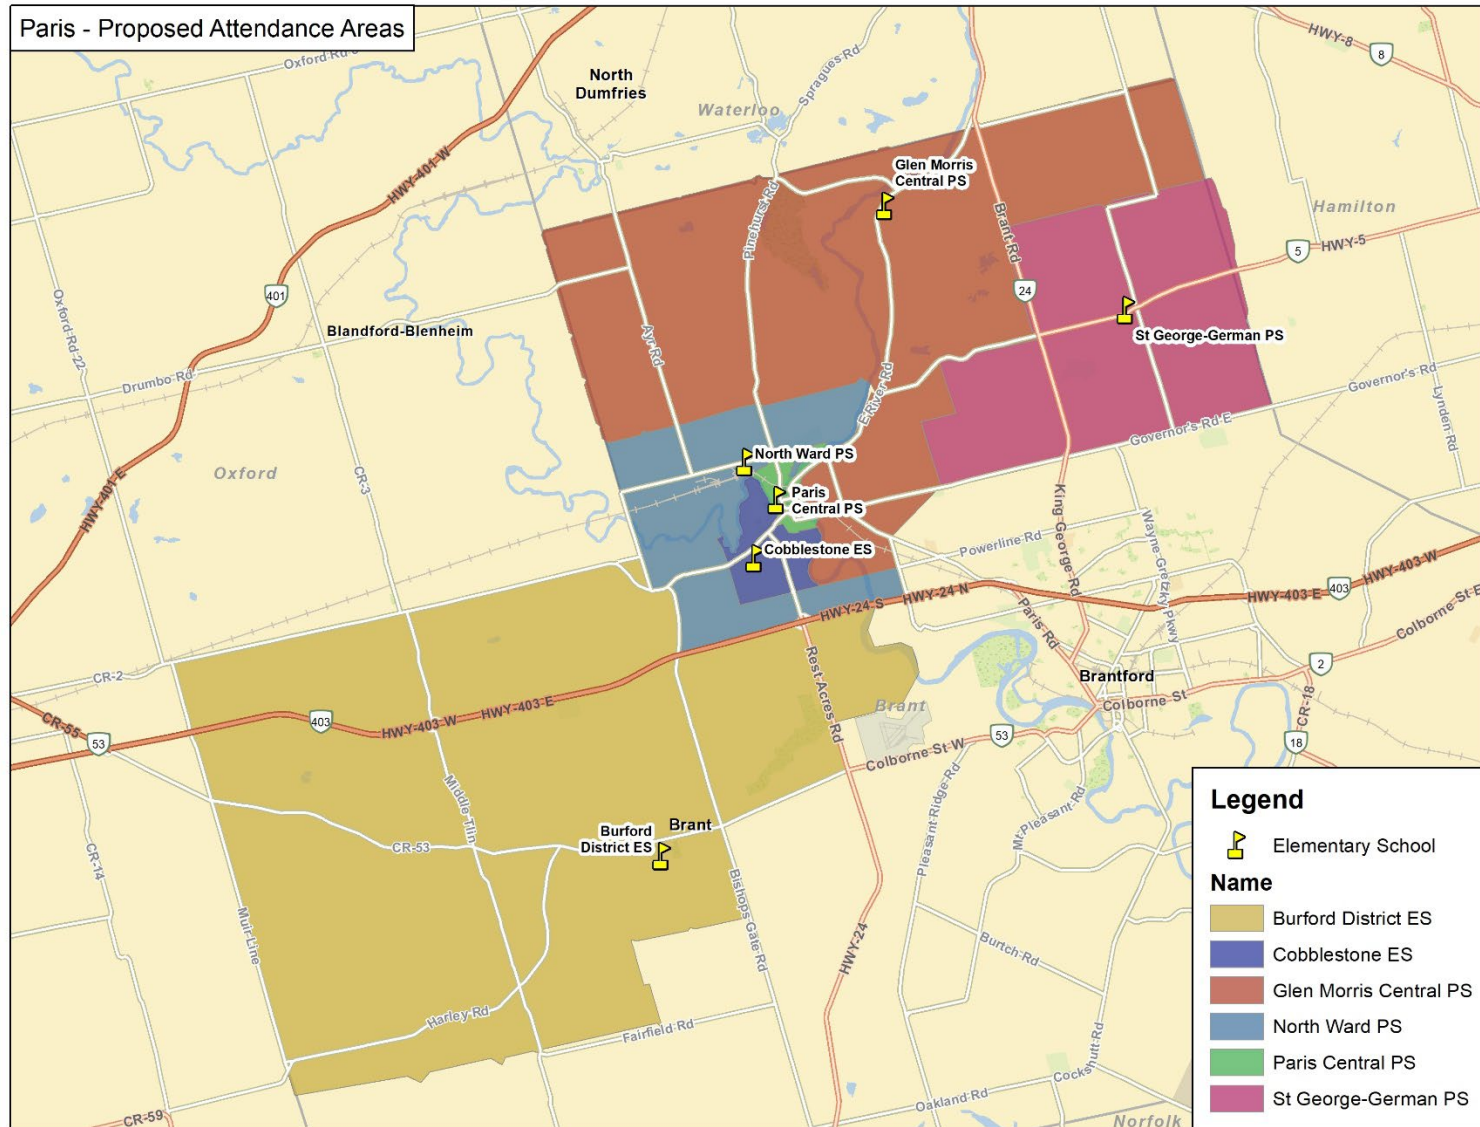 Paris - Proposed Attendance Areas
Oxford Rd 8
North
Dumfries
Waterloo
Spragues Rd
HWY-8
8
HWY-401 W
Glen Morris
Central PS
Pinehurst Rd
Brant Rd
Hamilton
HWY-5
5
401
24
Oxford Rd 22
Blandford-Blenheim
Ayr Rd
St George-German PS
Drumbo Rd
E River Rd
Governor's Rd
Lynden Rd
Governor's Rd E
Oxford
CR-3
HWY-401 E
North Ward PS
Paris
Central PS
King George Rd
Wayne Gretzky Pkwy
Powerline Rd
Cobblestone ES
HWY-24 S
HWY-24 N
HWY-403 E
403
HWY-403 W
Colborne St E
Paris Rd
CR-2
Rest Acres Rd
2
Brantford
Colborne St
CR-18
CR-55
53
403
HWY-403 W
HWY-403 E
Brant
53
18
Colborne St W
Middle Tlin
Pleasant Ridge Rd
Mt Pleasant Rd
Brant
Burford
District ES
CR-53
CR-14
Muir Line
Bishops Gate Rd
HWY-24
Burtch Rd
Harley Rd
Fairfield Rd
Cockshutt Rd
Oakland Rd
CR-59
Norfolk
Legend
Elementary School
Name
Burford District ES
Cobblestone ES
Glen Morris Central PS
North Ward PS
Paris Central PS
St George-German PS